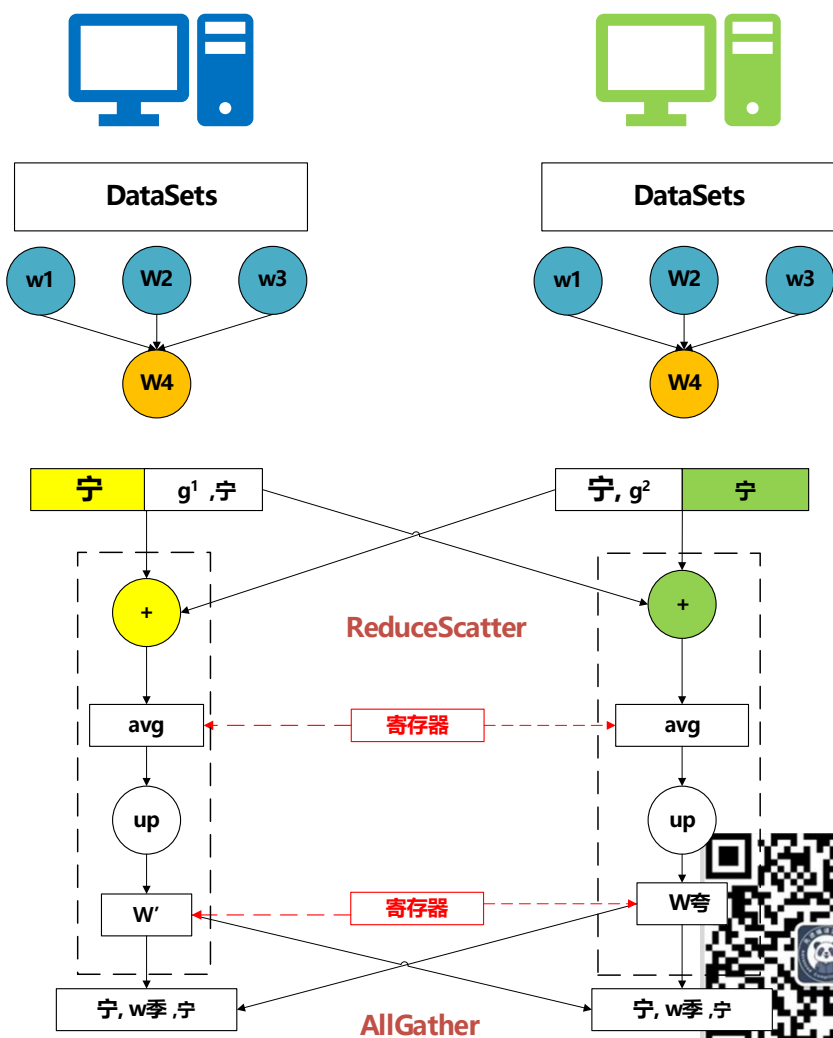 DataSets DataSets
w1 W2 w3 w1 W2 w3
W4 W4
宁 g¹ ,宁 宁, g² 宁
+ +
ReduceScatter
avg 寄存器 avg
up up
W' 寄存器 W夸
宁, w季 ,宁 宁, w季 ,宁
AllGather